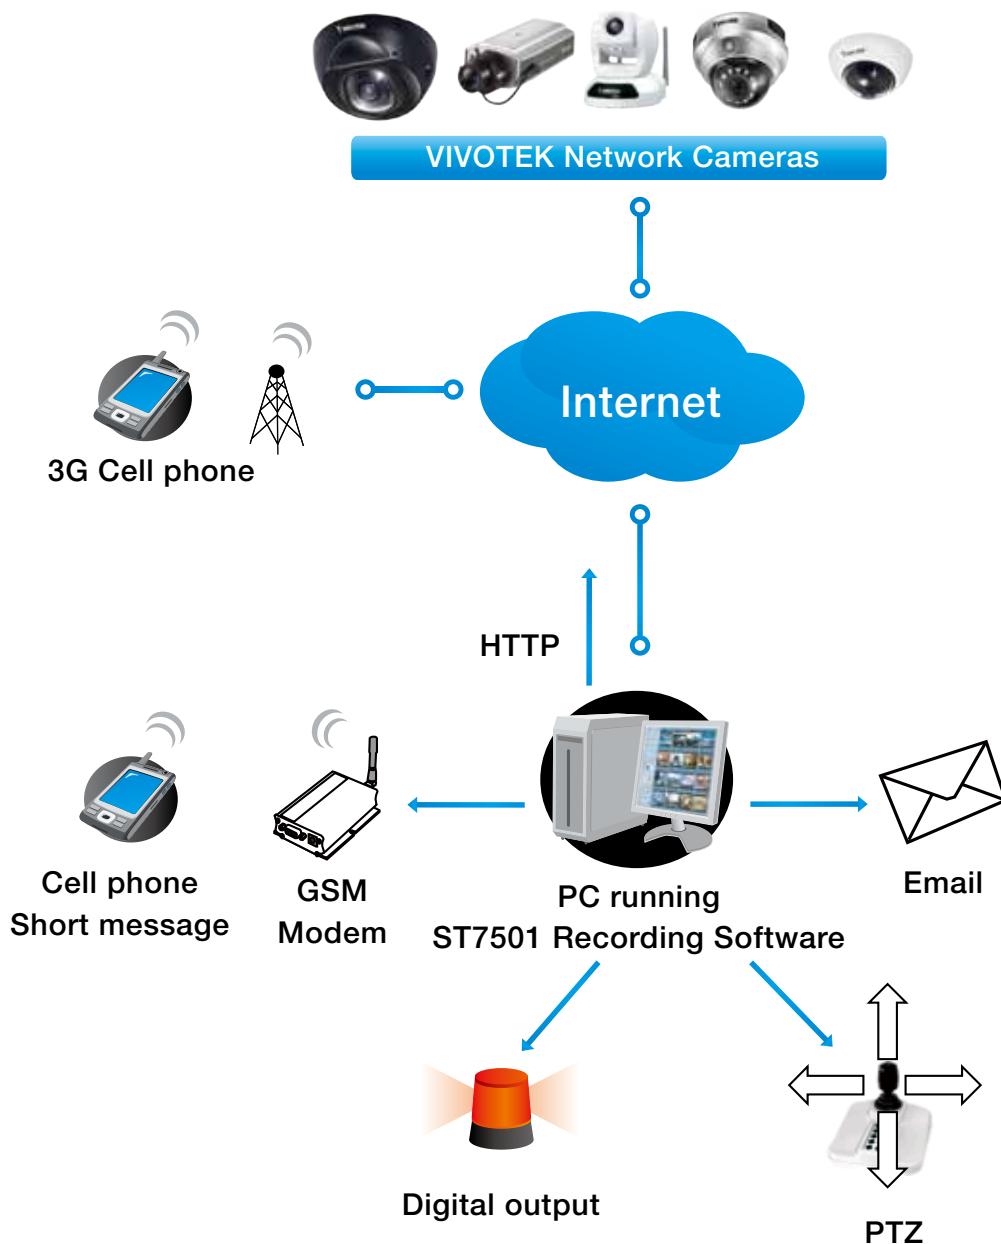 VIVOTEK Network Cameras
Internet
3G Cell phone
HTTP
Cell phone
Short message
GSM
Modem
PC running
ST7501 Recording Software
Email
Digital output
PTZ